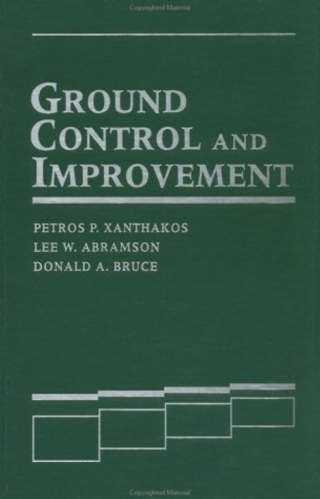 GROUND
CONTROL AND
IMPROVEMENT
PETROS P. XANTHAKOS
LEE W. ABRAMSON
DONALD A. BRUCE